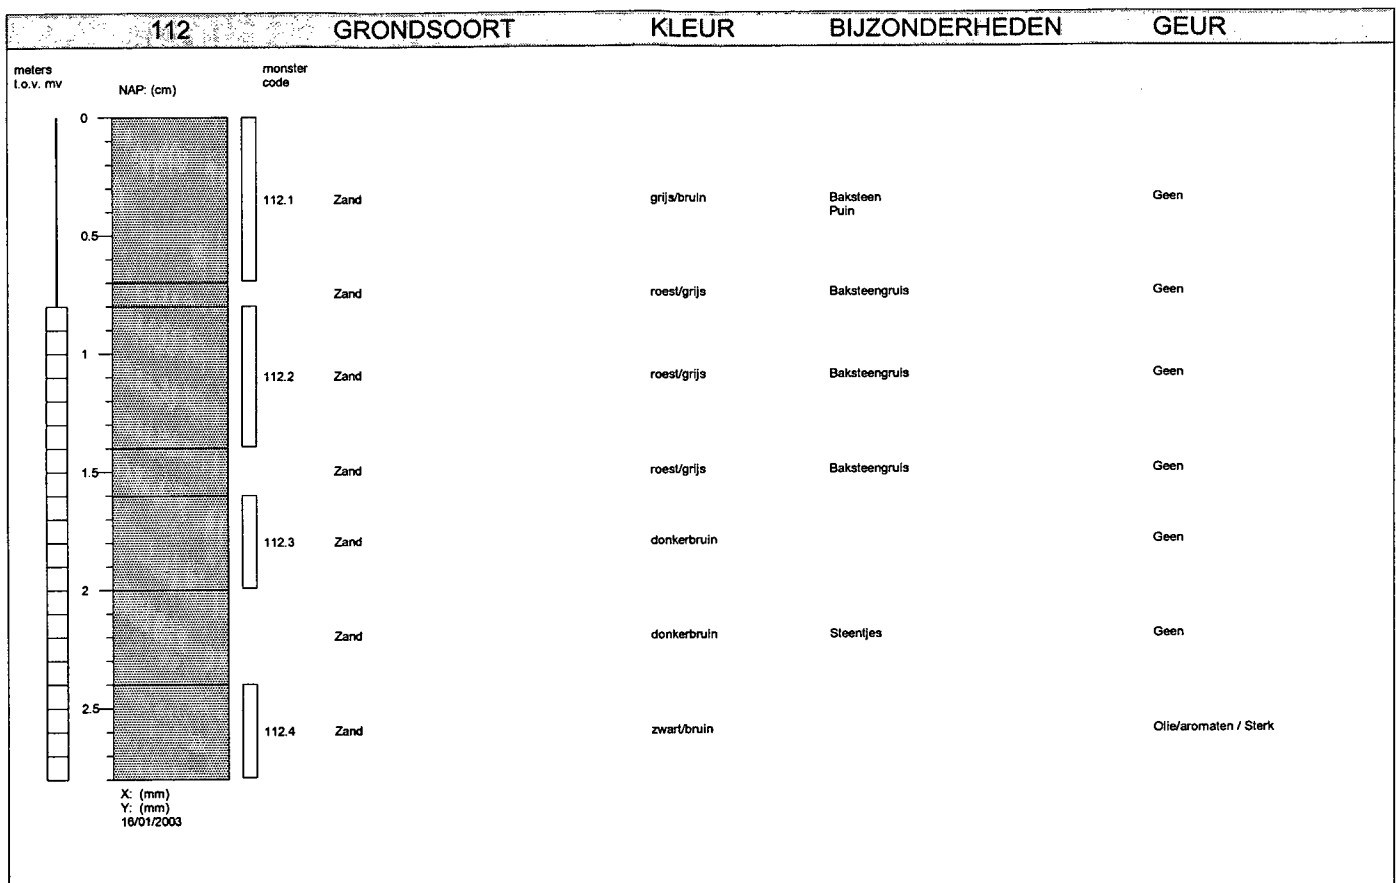 112 GRONDSOORT KLEUR BIJZONDERHEDEN GEUR
meters
t.o.v. mv
NAP: (cm)
monster
code
0
112.1 Zand grijs/bruin Baksteen Geen
Puin
0.5
Zand roest/grijs Baksteengruis Geen
1
112.2 Zand roest/grijs Baksteengruis Geen
1.5 Zand roest/grijs Baksteengruis Geen
112.3 Zand donkerbruin Geen
2
Zand donkerbruin Steentjes Geen
2.5
112.4 Zand zwart/bruin Olie/aromaten / Sterk
X: (mm)
Y: (mm)
16/01/2003